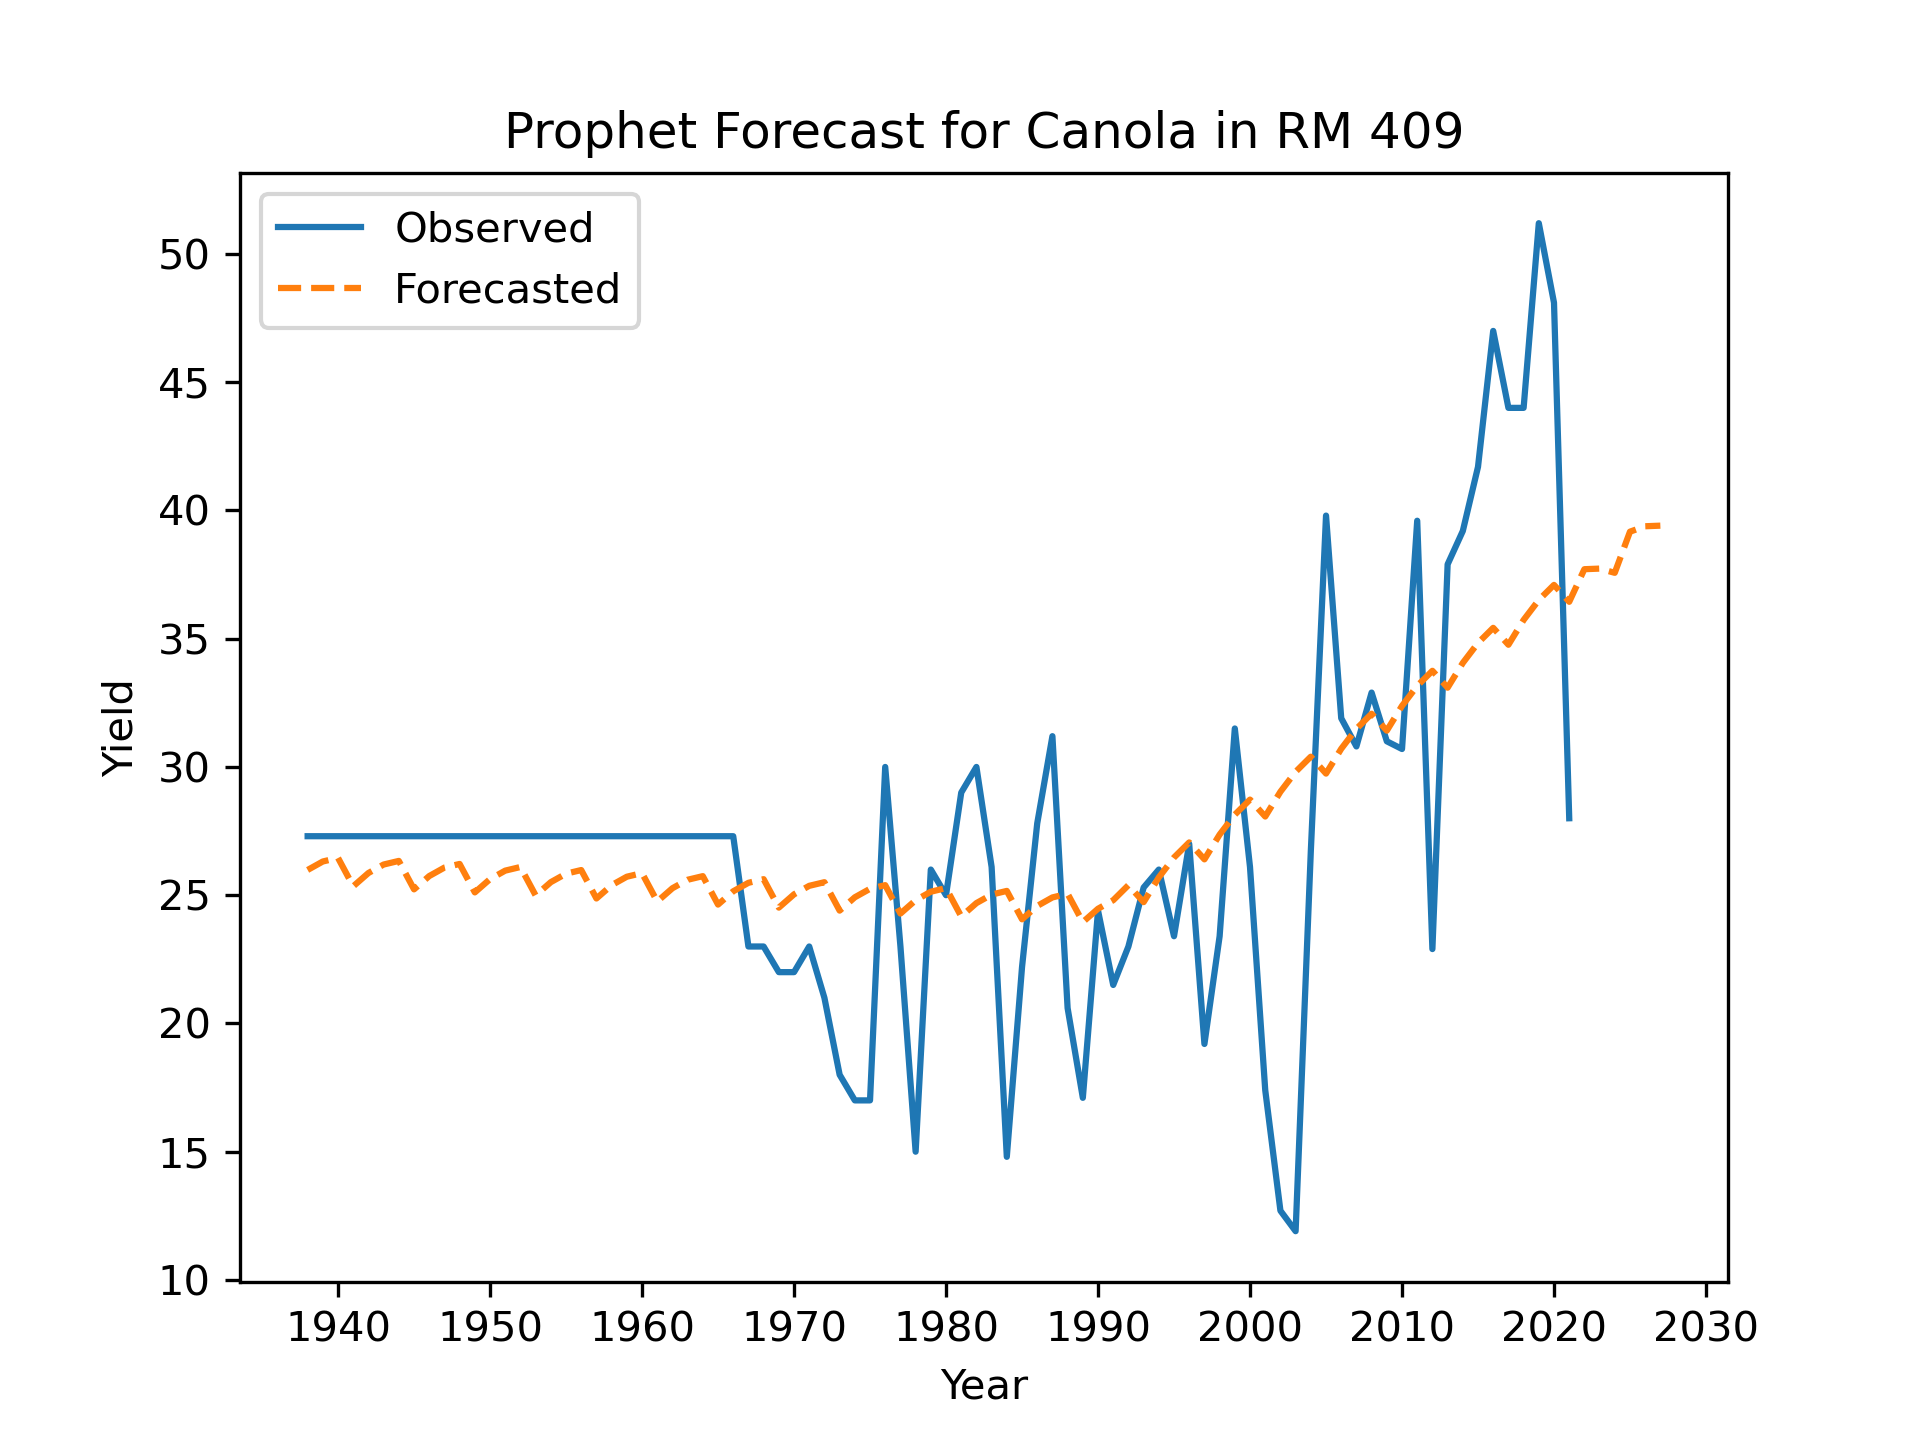 Prophet Forecast for Canola in RM 409
Observed
Forecasted
50
45
40
35
30
25
20
15
10
Yield
1940 1950 1960 1970 1980 1990 2000 2010 2020 2030
Year